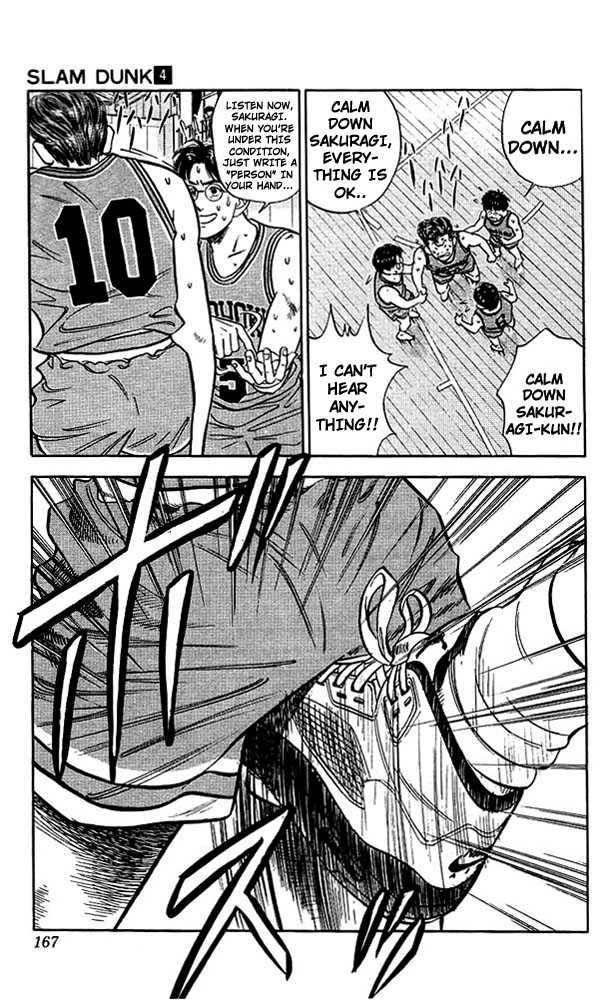 SLAM DUNK 4
CALM
DOWN...
CALM
DOWN
SAKURAGI,
EVERY-
THING IS
OK..
I CAN'T
HEAR
ANY-
THING!!
CALM
DOWN
SAKUR-
AGI-KUN!!
LISTEN NOW,
SAKURAGI.
WHEN YOU'RE
UNDER THIS
CONDITION,
JUST WRITE A
"PERSON" IN
YOUR HAND...
10
167